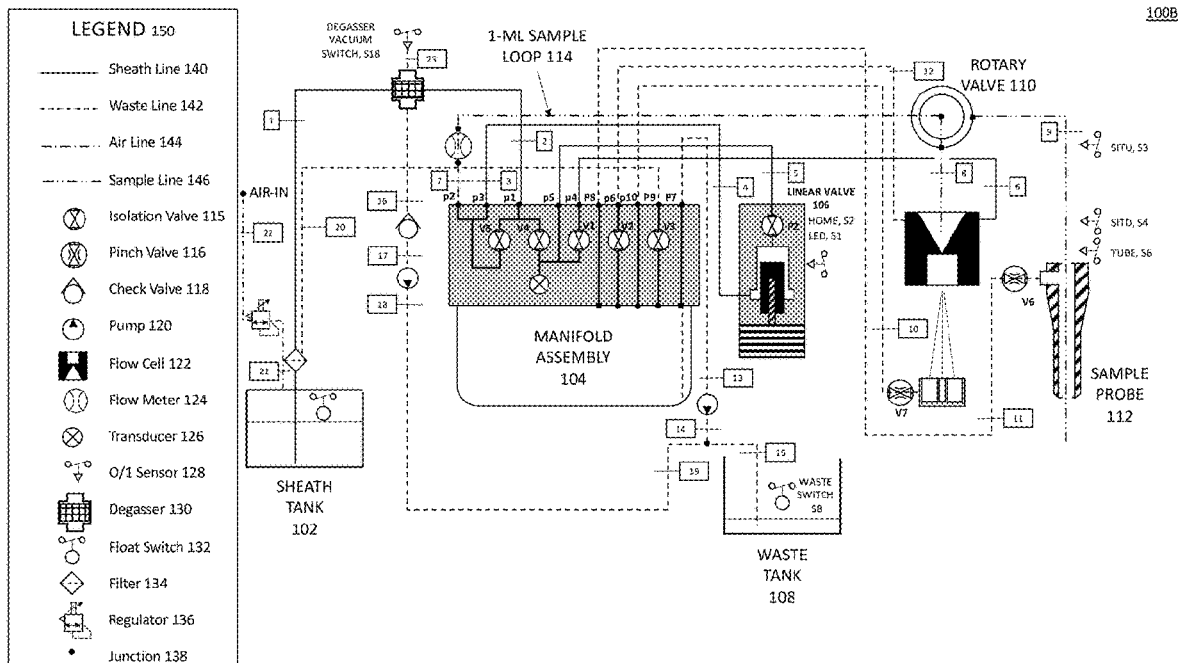 100B
LEGEND 150
Sheath Line 140
Waste Line 142
Air Line 144
Sample Line 146
Isolation Valve 115
Pinch Valve 116
Check Valve 118
Pump 120
Flow Cell 122
Flow Meter 124
Transducer 126
O/1 Sensor 128
Degasser 130
Float Switch 132
Filter 134
Regulator 136
Junction 138
DEGASSER
VACUUM
SWITCH, S18
1-ML SAMPLE
LOOP 114
ROTARY
VALVE 110
1
2
12
9
SITU, S3
AIR-IN
7
3
4
5
8
6
p2
p3
p1
p5
p4
P8
p6
p10
P9
P7
LINEAR VALVE
106
HOME, S2
LED, S1
SITD, S4
TUBE, S6
20
17
18
V1
V2
V3
V6
V7
10
11
13
14
15
19
MANIFOLD
ASSEMBLY
104
SAMPLE
PROBE
112
SHEATH
TANK
102
WASTE
SWITCH
S8
WASTE
TANK
108